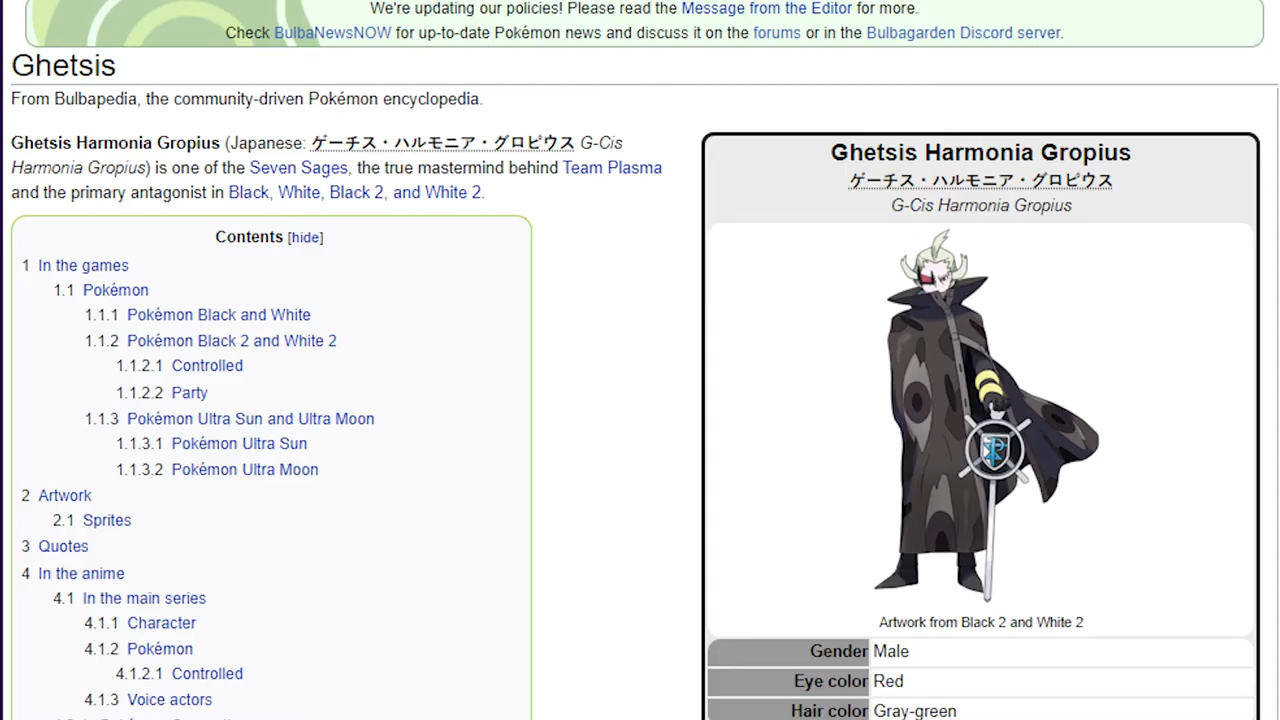 We're updating our policies! Please read the Message from the Editor for more.
Check BulbaNewsNOW for up-to-date Pokémon news and discuss it on the forums or in the Bulbagarden Discord server.
Ghetsis
From Bulbapedia, the community-driven Pokémon encyclopedia.
Ghetsis Harmonia Gropius (Japanese: ゲーチス・ハルモニア・グロピウス G-Cis
Harmonia Gropius) is one of the Seven Sages, the true mastermind behind Team Plasma
and the primary antagonist in Black, White, Black 2, and White 2.
Contents [hide]
1 In the games
1.1 Pokémon
1.1.1 Pokémon Black and White
1.1.2 Pokémon Black 2 and White 2
1.1.2.1 Controlled
1.1.2.2 Party
1.1.3 Pokémon Ultra Sun and Ultra Moon
1.1.3.1 Pokémon Ultra Sun
1.1.3.2 Pokémon Ultra Moon
2 Artwork
2.1 Sprites
3 Quotes
4 In the anime
4.1 In the main series
4.1.1 Character
4.1.2 Pokémon
4.1.2.1 Controlled
4.1.3 Voice actors
Ghetsis Harmonia Gropius
ゲーチス・ハルモニア・グロピウス
G-Cis Harmonia Gropius
Artwork from Black 2 and White 2
Gender Male
Eye color Red
Hair color Gray-green